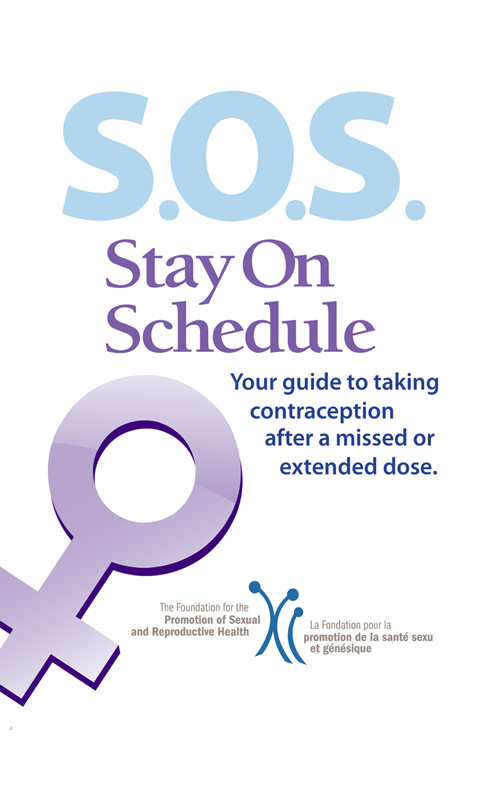 S.O.S.
Stay On
Schedule
Your guide to taking
contraception
after a missed or
extended dose.
The Foundation for the
Promotion of Sexual
and Reproductive Health
La Fondation pour la
promotion de la santé sexu
et génésique